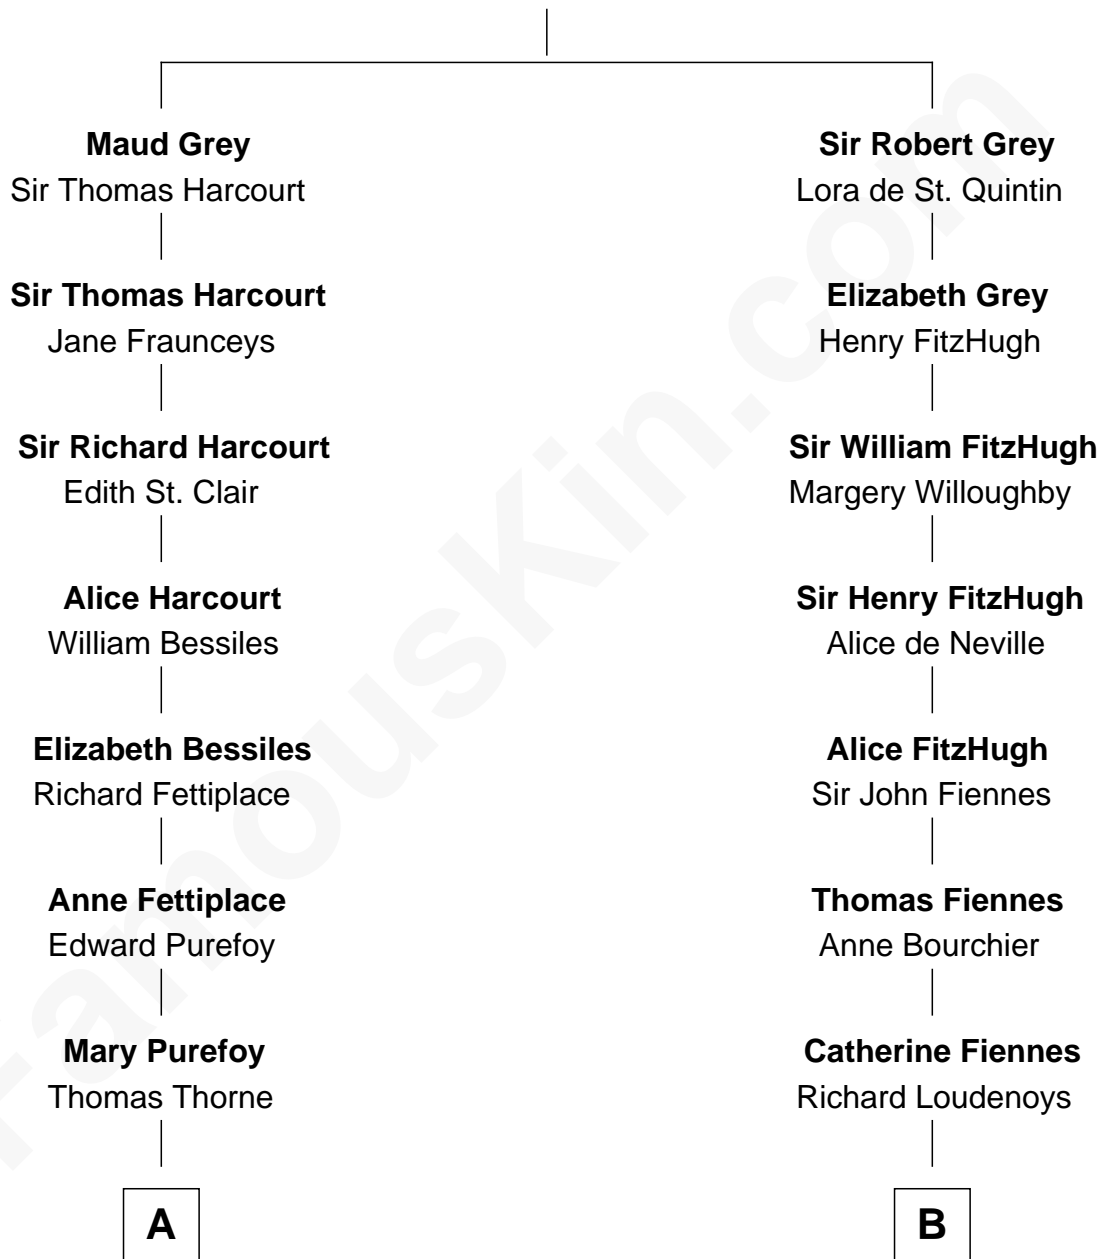 Maud Grey
Sir Thomas Harcourt
Sir Robert Grey
Lora de St. Quintin
Sir Thomas Harcourt
Jane Fraunceys
Elizabeth Grey
Henry FitzHugh
Sir Richard Harcourt
Edith St. Clair
Sir William FitzHugh
Margery Willoughby
Alice Harcourt
William Bessiles
Sir Henry FitzHugh
Alice de Neville
Elizabeth Bessiles
Richard Fettiplace
Alice FitzHugh
Sir John Fiennes
Anne Fettiplace
Edward Purefoy
Thomas Fiennes
Anne Bourchier
Mary Purefoy
Thomas Thorne
Catherine Fiennes
Richard Loudenoys
A
B
FamousKin.com